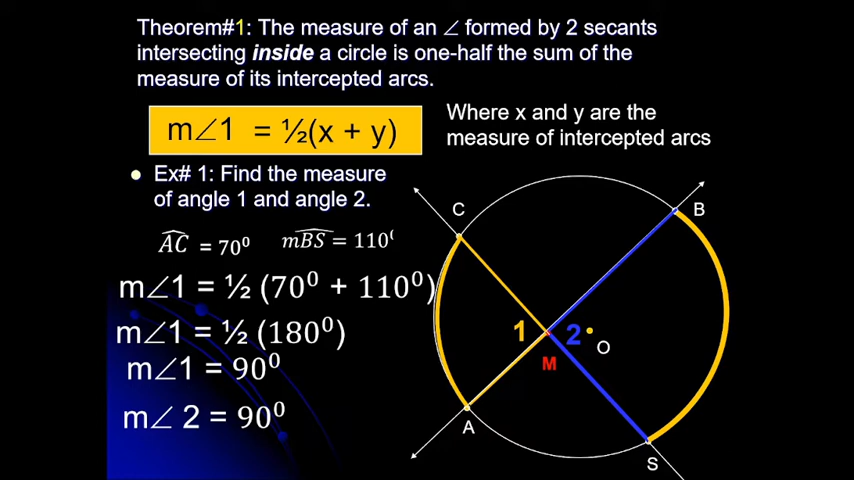 Theorem#1: The measure of an ∠ formed by 2 secants
intersecting inside a circle is one-half the sum of the
measure of its intercepted arcs.
m∠1 = ½(x + y)
Where x and y are the
measure of intercepted arcs
Ex# 1: Find the measure
of angle 1 and angle 2.
AC = 70⁰
mBS = 110⁰
m∠1 = ½ (70⁰ + 110⁰)
m∠1 = ½ (180⁰)
m∠1 = 90⁰
m∠ 2 = 90⁰
C
B
1
2
O
M
A
S